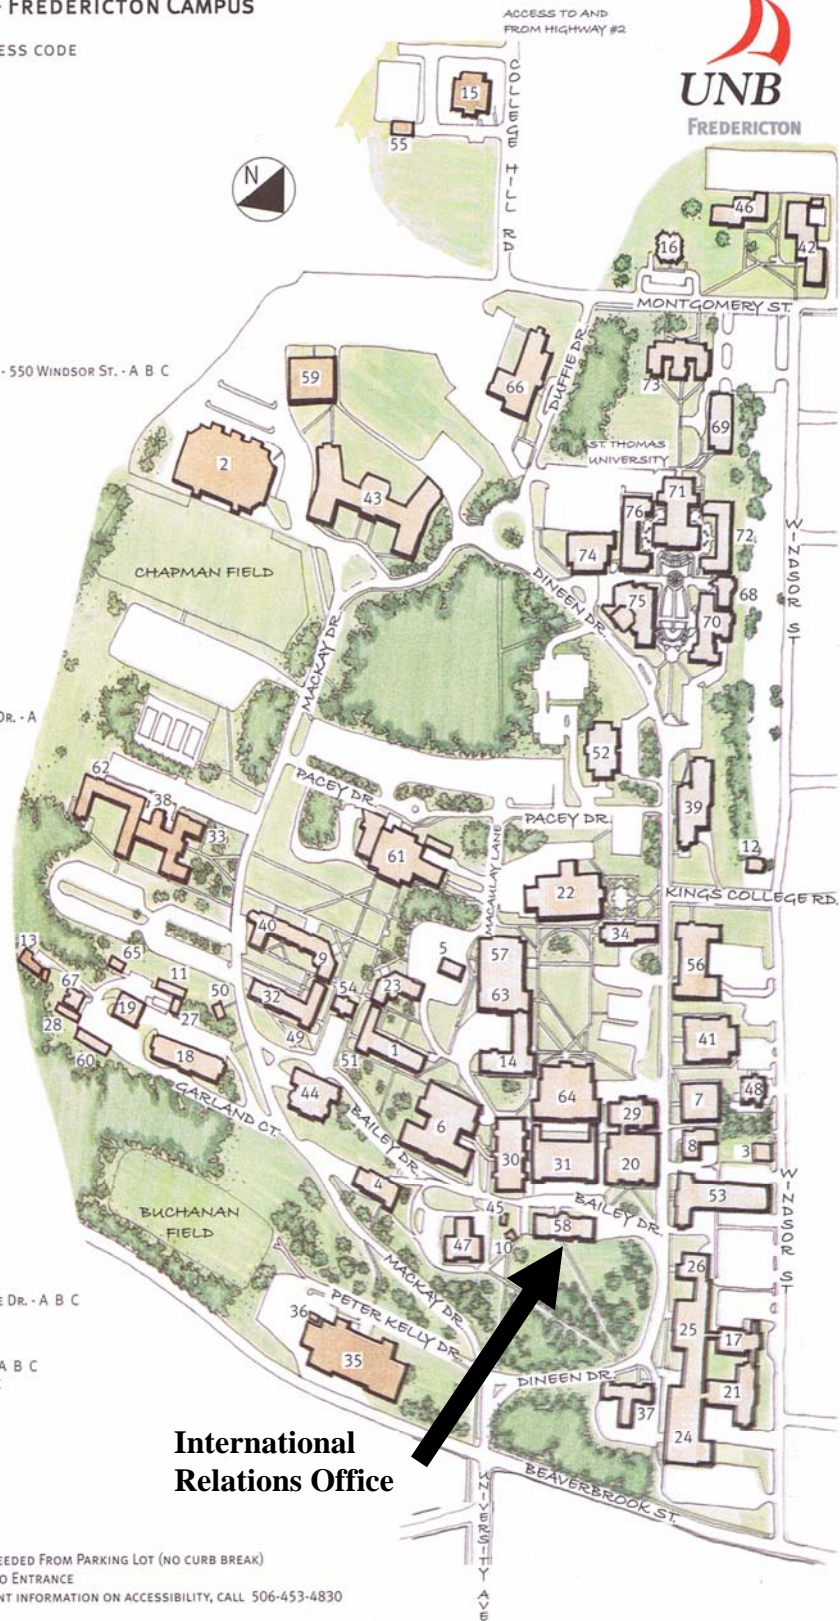 FREDERICTON CAMPUS
ESS CODE
ACCESS TO AND
FROM HIGHWAY #2
UNB
FREDERICTON
COLLEGE HILL RD
15
55
N
46
16
42
MONTGOMERY ST.
- 550 WINDSOR ST. - A B C
59
66
DUFFIE DR.
73
69
2
43
ST. THOMAS
UNIVERSITY
71
76
72
74
WINDSOR ST
CHAPMAN FIELD
DINEEN DR.
75
68
70
MACKAY DR.
DR. - A
52
62
PACEY DR.
38
39
33
PACEY DR.
61
MACAULAY LANE
12
22
KINGS COLLEGE RD.
40
34
13
9
5
57
56
65
11
54
23
67
50
32
63
19
27
28
49
41
60
18
51
1
14
44
64
48
GARLAND CT.
7
29
BAILEY DR.
6
8
3
30
31
20
4
53
BUCHANAN
FIELD
45
58
BAILEY DR.
WINDSOR ST
47
10
26
MACKAY DR.
E DR. - A B C
36
PETER KELLY DR.
25
17
35
A B C
DINEEN DR.
21
37
International
Relations Office
24
BEAVERBROOK ST.
UNIVERSITY AVE
EEDED FROM PARKING LOT (NO CURB BREAK)
O ENTRANCE
NT INFORMATION ON ACCESSIBILITY, CALL 506-453-4830